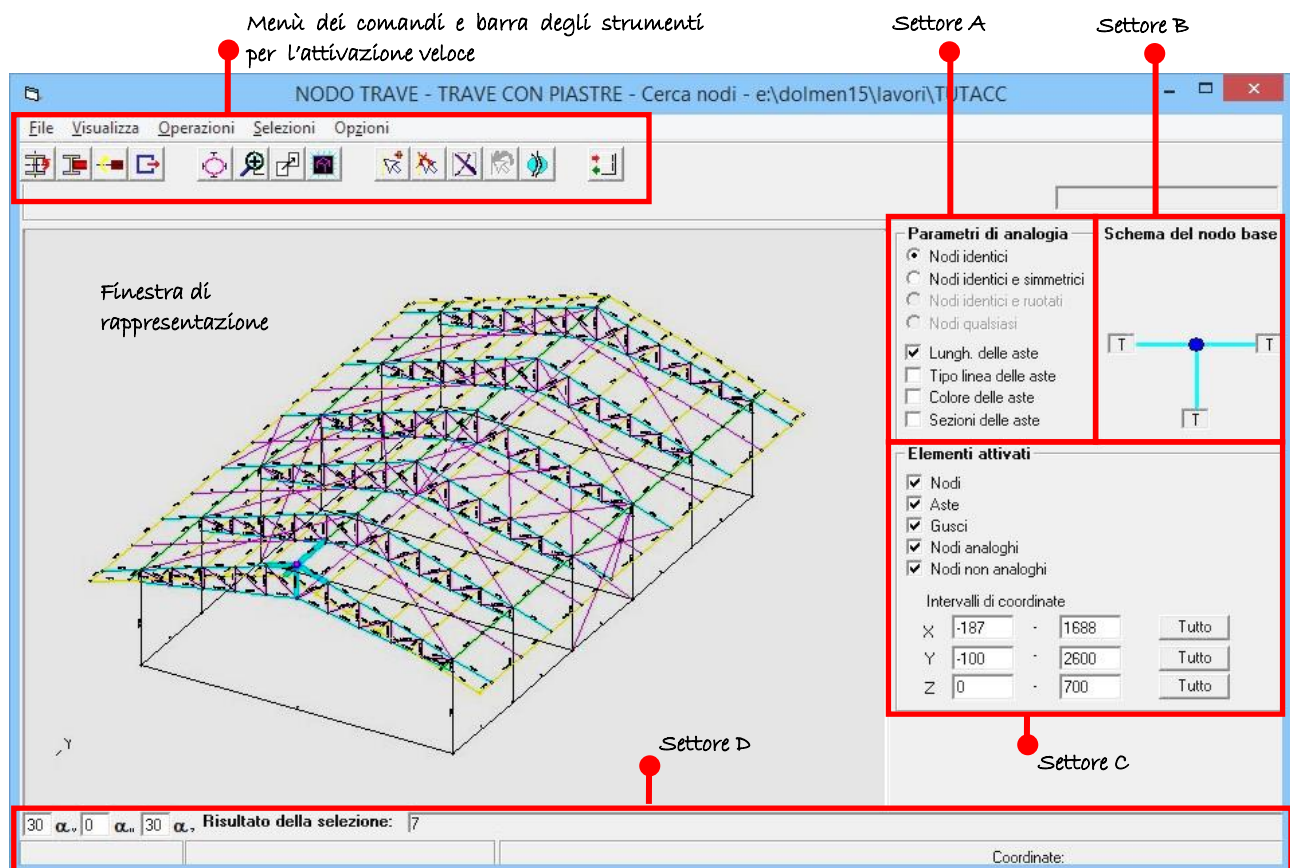 Menù dei comandi e barra degli strumenti
per l'attivazione veloce
Settore A
Settore B
NODO TRAVE - TRAVE CON PIASTRE - Cerca nodi - e:\dolmen15\lavori\TUTACC
File Visualizza Operazioni Selezioni Opzioni
Finestra di
rappresentazione
Parametri di analogia
Nodi identici
Nodi identici e simmetrici
Nodi identici e ruotati
Nodi qualsiasi
Lungh. delle aste
Tipo linea delle aste
Colore delle aste
Sezioni delle aste
Schema del nodo base
T T
T
Elementi attivati
Nodi
Aste
Gusci
Nodi analoghi
Nodi non analoghi
Intervalli di coordinate
X -187 - 1688 Tutto
Y -100 - 2600 Tutto
Z 0 - 700 Tutto
Y
Settore D
Settore C
30 α 0 α 30 α Risultato della selezione: 7
Coordinate: